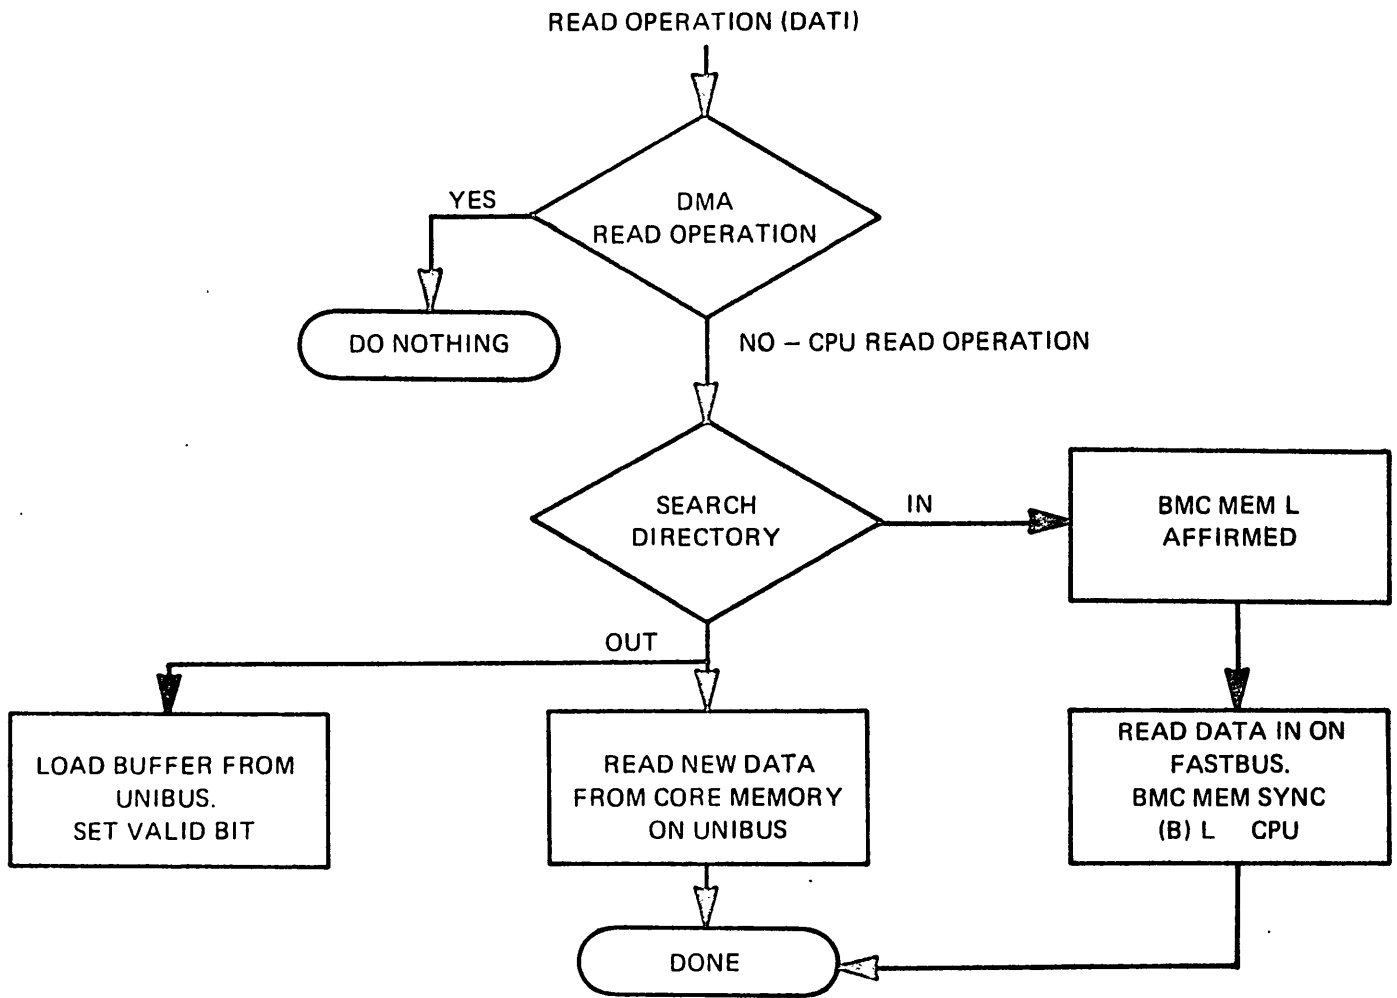 READ OPERATION (DATI)
DMA
READ OPERATION
YES
DO NOTHING
NO – CPU READ OPERATION
SEARCH
DIRECTORY
IN
BMC MEM L
AFFIRMED
OUT
LOAD BUFFER FROM
UNIBUS.
SET VALID BIT
READ NEW DATA
FROM CORE MEMORY
ON UNIBUS
READ DATA IN ON
FASTBUS.
BMC MEM SYNC
(B) L CPU
DONE